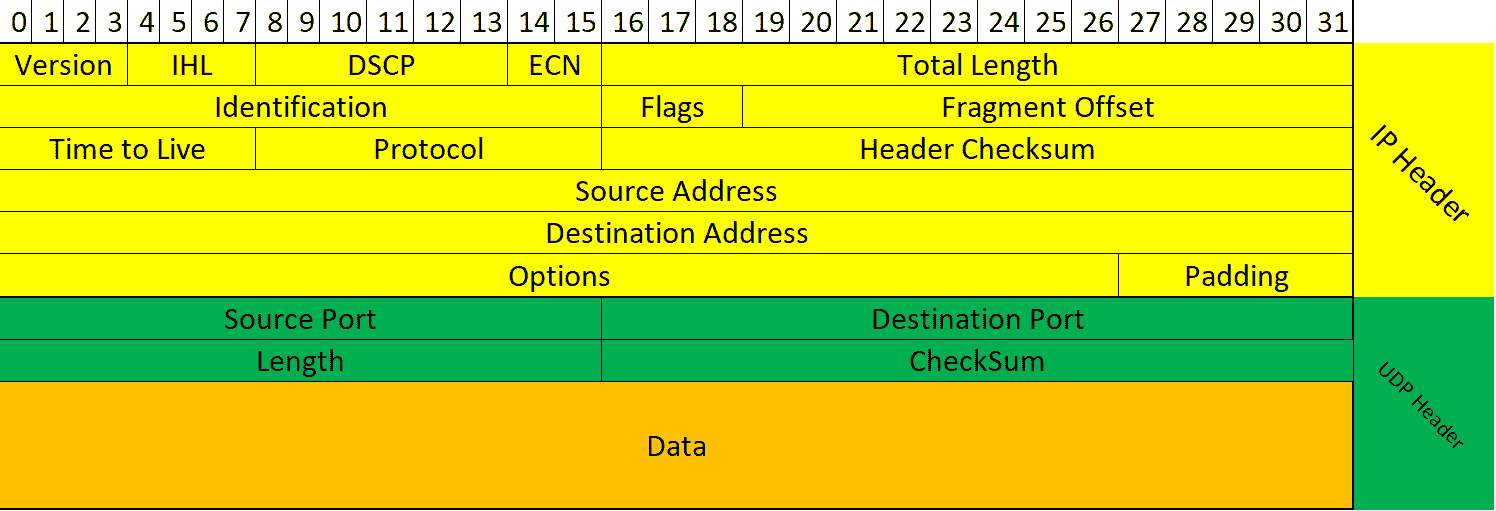 0 1 2 3 4 5 6 7 8 9 10 11 12 13 14 15 16 17 18 19 20 21 22 23 24 25 26 27 28 29 30 31
Version IHL DSCP ECN Total Length
Identification Flags Fragment Offset
Time to Live Protocol Header Checksum
Source Address
Destination Address
Options Padding
IP Header
Source Port Destination Port
Length CheckSum
Data
UDP Header